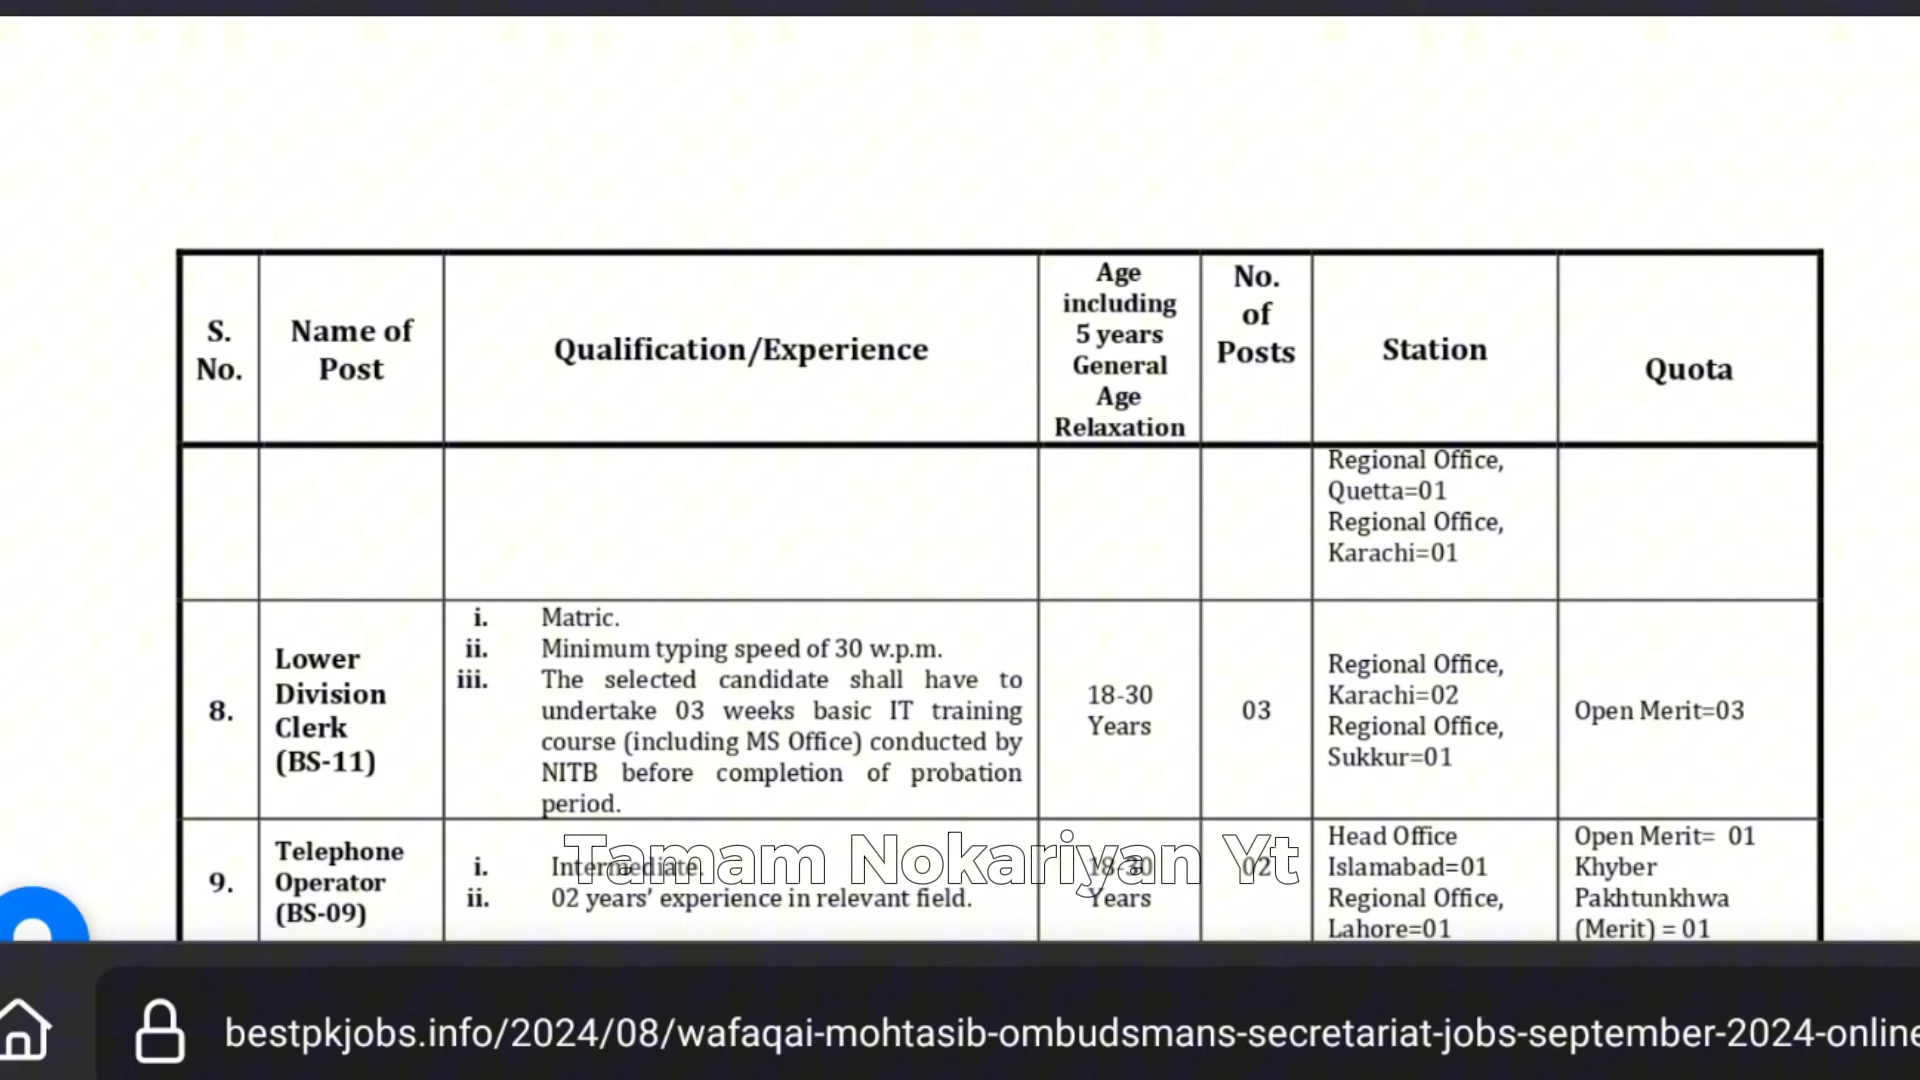 S. No.
Name of Post
Qualification/Experience
Age including 5 years General Age Relaxation
No. of Posts
Station
Quota
Regional Office,
Quetta=01
Regional Office,
Karachi=01
8.
Lower
Division
Clerk
(BS-11)
i. Matric.
ii. Minimum typing speed of 30 w.p.m.
iii. The selected candidate shall have to
undertake 03 weeks basic IT training
course (including MS Office) conducted by
NITB before completion of probation
period.
18-30
Years
03
Regional Office,
Karachi=02
Regional Office,
Sukkur=01
Open Merit=03
9.
Telephone
Operator
(BS-09)
i. Intermediate.
ii. 02 years' experience in relevant field.
18-30
Years
02
Head Office
Islamabad=01
Regional Office,
Lahore=01
Open Merit= 01
Khyber
Pakhtunkhwa
(Merit) = 01
Tamam Nokariyan Yt
bestpkjobs.info/2024/08/wafaqai-mohtasib-ombudsmans-secretariat-jobs-september-2024-online